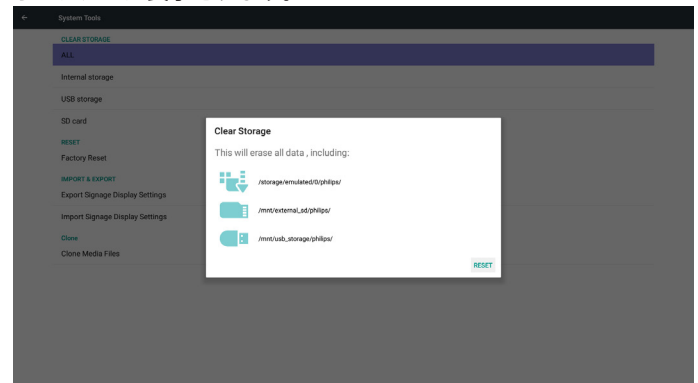 System Tools
CLEAR STORAGE
ALL
Internal storage
USB storage
SD card
RESET
Factory Reset
IMPORT & EXPORT
Export Signage Display Settings
Import Signage Display Settings
Clone
Clone Media Files
Clear Storage
This will erase all data , including:
/storage/emulated/0/philips/
/mnt/external_sd/philips/
/mnt/usb_storage/philips/
RESET